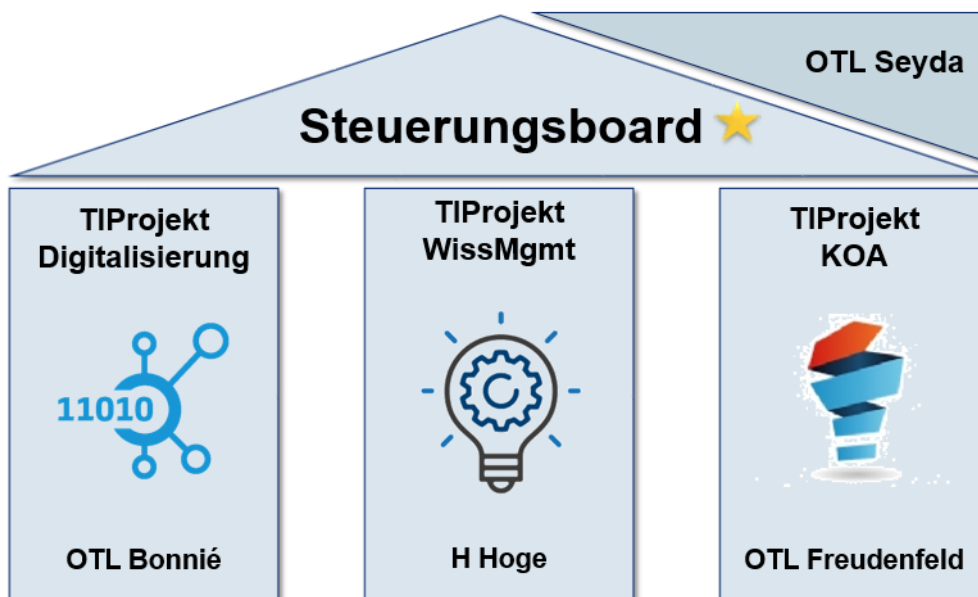 OTL Seyda
Steuerungsboard
TIProjekt
Digitalisierung
11010
OTL Bonnié
TIProjekt
WissMgmt
H Hoge
TIProjekt
KOA
OTL Freudenfeld